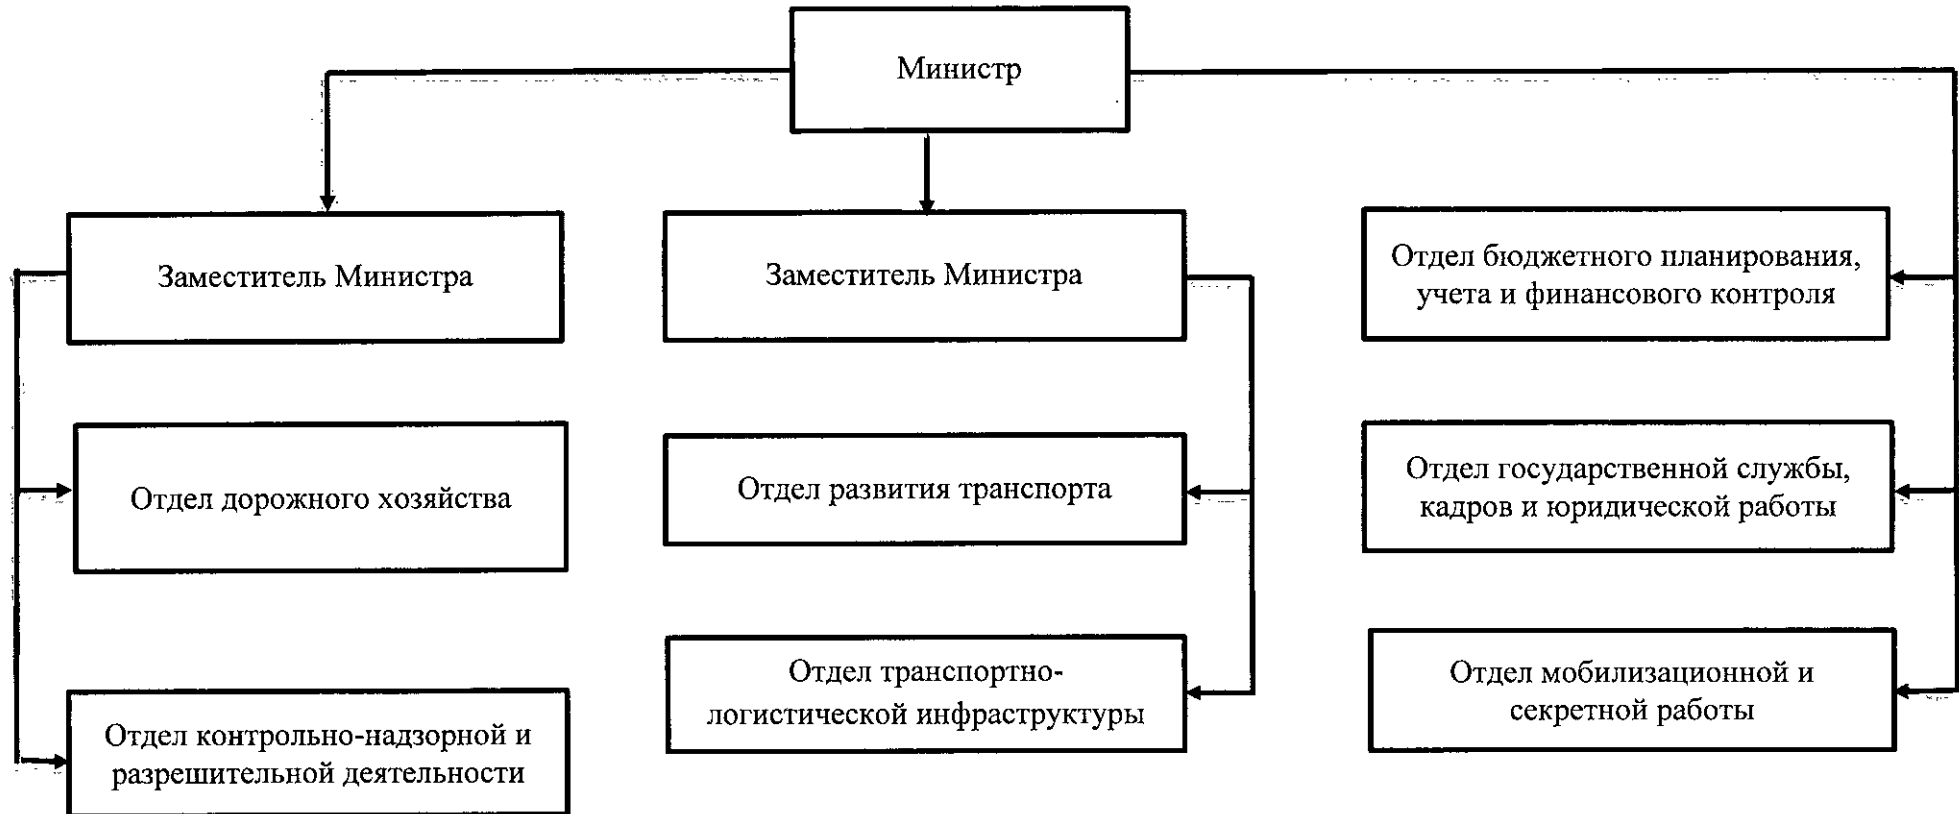 Министр
Заместитель Министра
Заместитель Министра
Отдел бюджетного планирования,
учета и финансового контроля
Отдел дорожного хозяйства
Отдел развития транспорта
Отдел государственной службы,
кадров и юридической работы
Отдел контрольно-надзорной и
разрешительной деятельности
Отдел транспортно-
логистической инфраструктуры
Отдел мобилизационной и
секретной работы